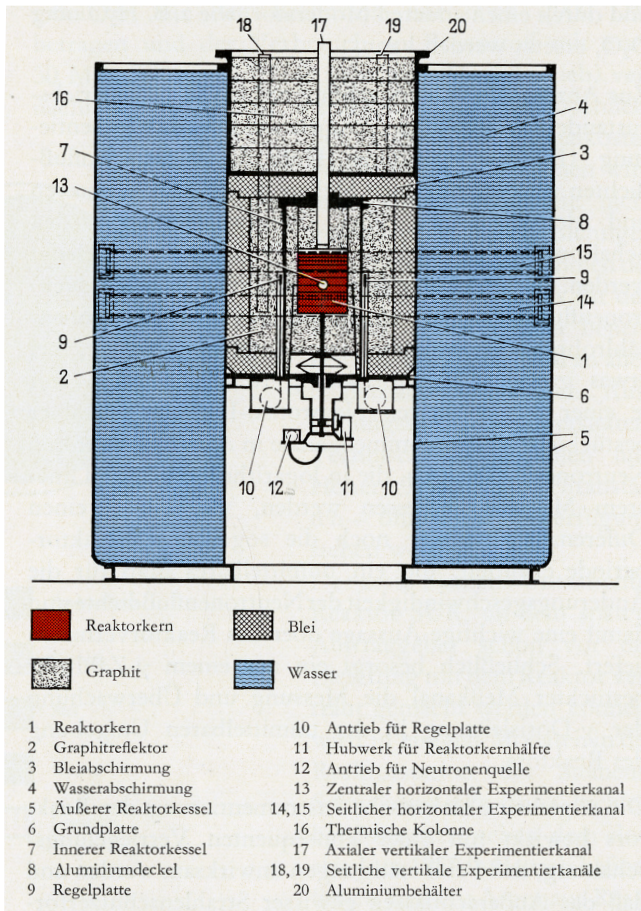 18 17 19 20
16
4
7
3
13
8
15
9
14
9
1
2
6
5
10 12 11 10
Reaktorkern
Blei
Graphit
Wasser
1 Reaktorkern
2 Graphitreflektor
3 Bleiabschirmung
4 Wasserabschirmung
5 Äußerer Reaktorkessel
6 Grundplatte
7 Innerer Reaktorkessel
8 Aluminiumdeckel
9 Regelplatte
10 Antrieb für Regelplatte
11 Hubwerk für Reaktorkernhälfte
12 Antrieb für Neutronenquelle
13 Zentraler horizontaler Experimentierkanal
14, 15 Seitlicher horizontaler Experimentierkanal
16 Thermische Kolonne
17 Axialer vertikaler Experimentierkanal
18, 19 Seitliche vertikale Experimentierkanäle
20 Aluminiumbehälter